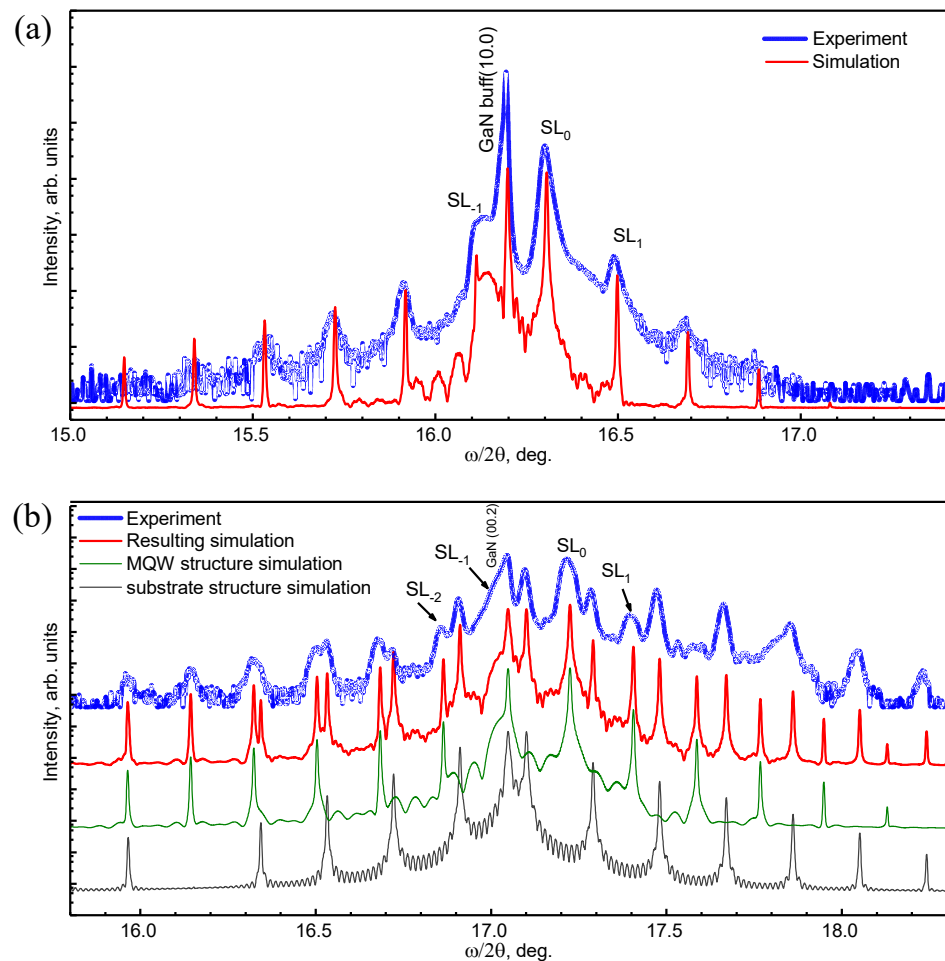 (a)
Experiment
Simulation
GaN buff(10.0)
SL0
SL-1
SL1
Intensity, arb. units
15.0 15.5 16.0 16.5 17.0
ω/2θ, deg.
(b)
Experiment
Resulting simulation
MQW structure simulation
substrate structure simulation
GaN (00.2)
SL-1
SL0
SL-2
SL1
Intensity, arb. units
16.0 16.5 17.0 17.5 18.0
ω/2θ, deg.